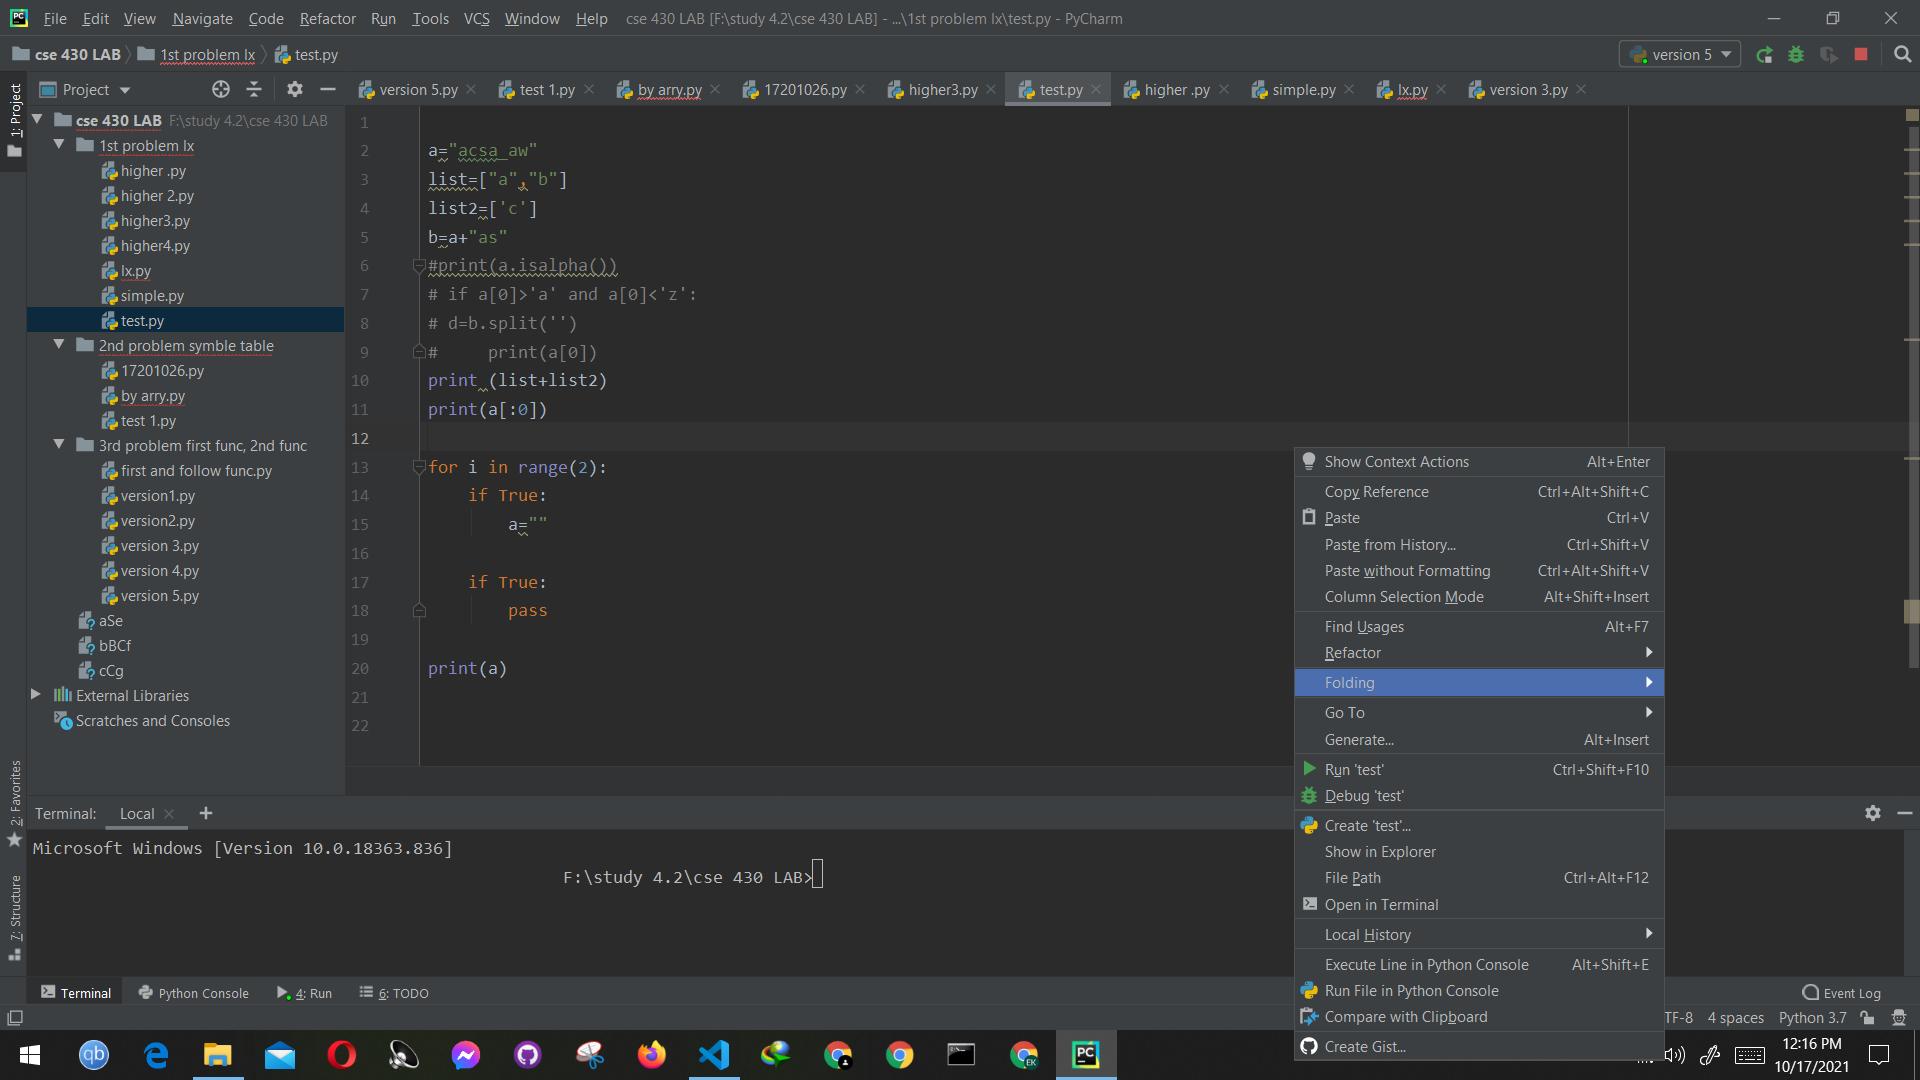 File Edit View Navigate Code Refactor Run Tools VCS Window Help cse 430 LAB [F:\study 4.2\cse 430 LAB] - ...\1st problem lx\test.py - PyCharm
cse 430 LAB 1st problem lx test.py version 5
Project
version 5.py test 1.py by arry.py 17201026.py higher3.py test.py higher .py simple.py lx.py version 3.py
1: Project
cse 430 LAB F:\study 4.2\cse 430 LAB
1st problem lx
higher .py
higher 2.py
higher3.py
higher4.py
lx.py
simple.py
test.py
2nd problem symble table
17201026.py
by arry.py
test 1.py
3rd problem first func, 2nd func
first and follow func.py
version1.py
version2.py
version 3.py
version 4.py
version 5.py
aSe
bBCf
cCg
External Libraries
Scratches and Consoles
2: Favorites
7: Structure
1
2 a="acsa_aw"
3 list=["a","b"]
4 list2=['c']
5 b=a+"as"
6 #print(a.isalpha())
7 # if a[0]>'a' and a[0]<'z':
8 # d=b.split('')
9 #     print(a[0])
10 print (list+list2)
11 print(a[:0])
12
13 for i in range(2):
14     if True:
15         a=""
16
17     if True:
18         pass
19
20 print(a)
21
22
Show Context Actions Alt+Enter
Copy Reference Ctrl+Alt+Shift+C
Paste Ctrl+V
Paste from History... Ctrl+Shift+V
Paste without Formatting Ctrl+Alt+Shift+V
Column Selection Mode Alt+Shift+Insert
Find Usages Alt+F7
Refactor
Folding
Go To
Generate... Alt+Insert
Run 'test' Ctrl+Shift+F10
Debug 'test'
Create 'test'...
Show in Explorer
File Path Ctrl+Alt+F12
Open in Terminal
Local History
Execute Line in Python Console Alt+Shift+E
Run File in Python Console
Compare with Clipboard
Create Gist...
Terminal: Local
Microsoft Windows [Version 10.0.18363.836]
F:\study 4.2\cse 430 LAB>
Terminal Python Console 4: Run 6: TODO Event Log
TF-8 4 spaces Python 3.7
12:16 PM
10/17/2021